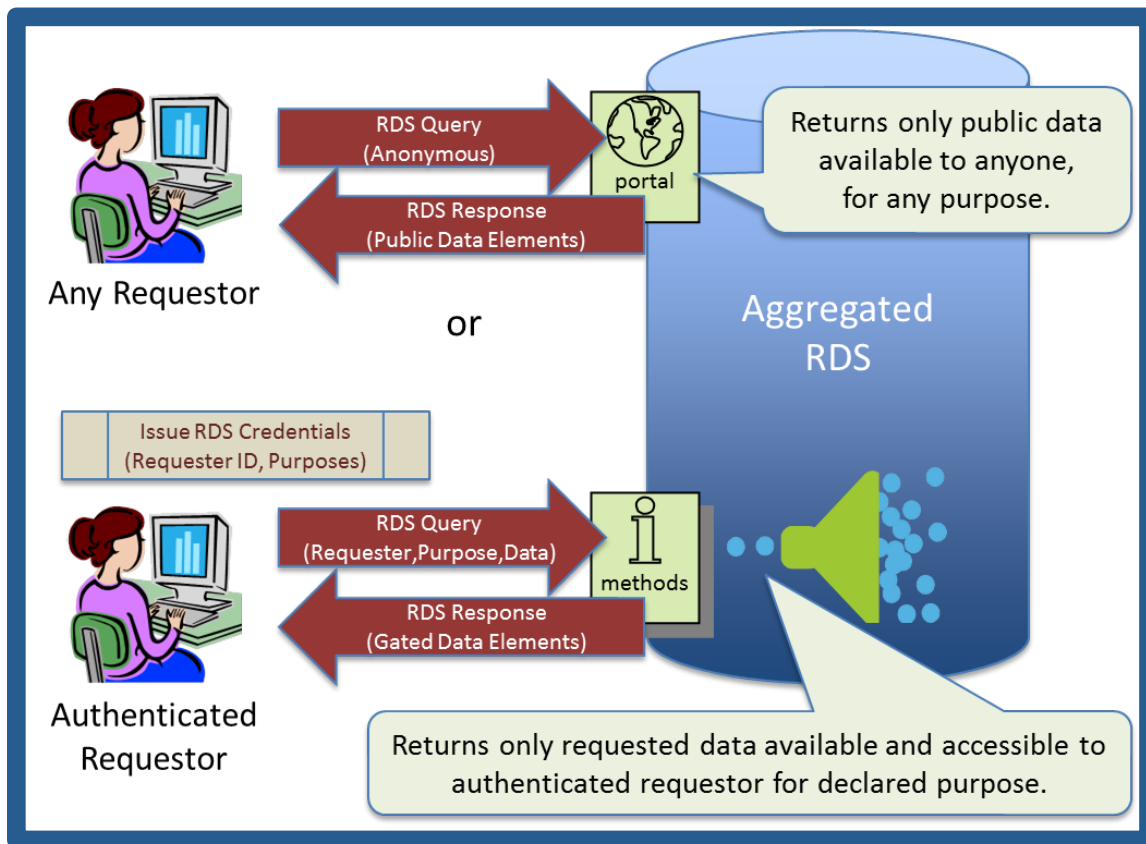 RDS Query
(Anonymous)
portal
RDS Response
(Public Data Elements)
Returns only public data
available to anyone,
for any purpose.
Any Requestor
or
Aggregated
RDS
Issue RDS Credentials
(Requester ID, Purposes)
RDS Query
(Requester,Purpose,Data)
methods
RDS Response
(Gated Data Elements)
Authenticated
Requestor
Returns only requested data available and accessible to
authenticated requestor for declared purpose.